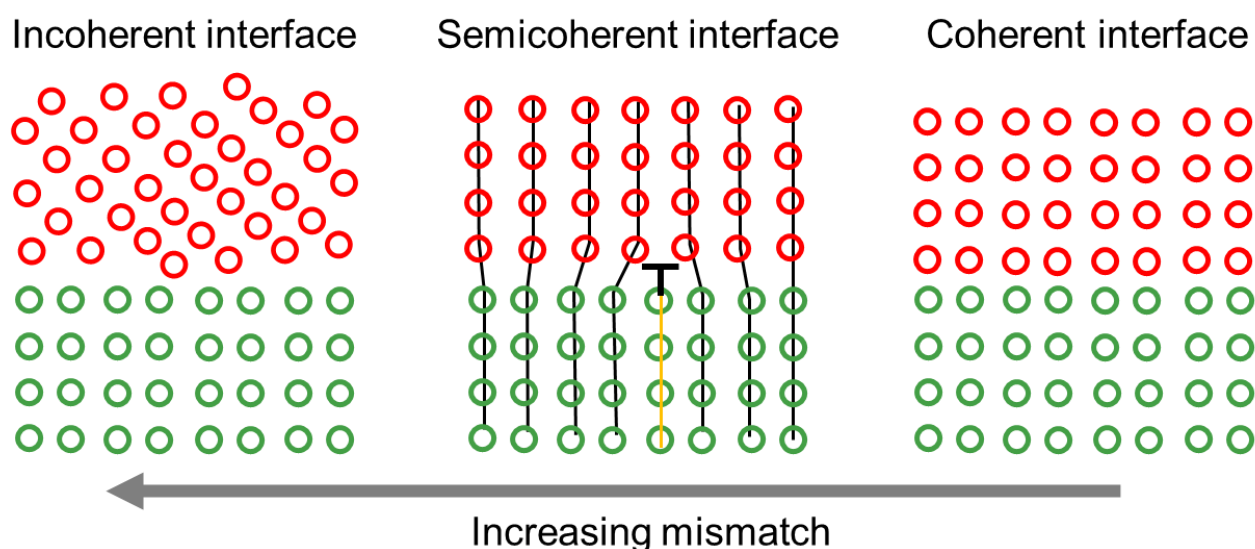 Incoherent interface
Semicoherent interface
Coherent interface
Increasing mismatch